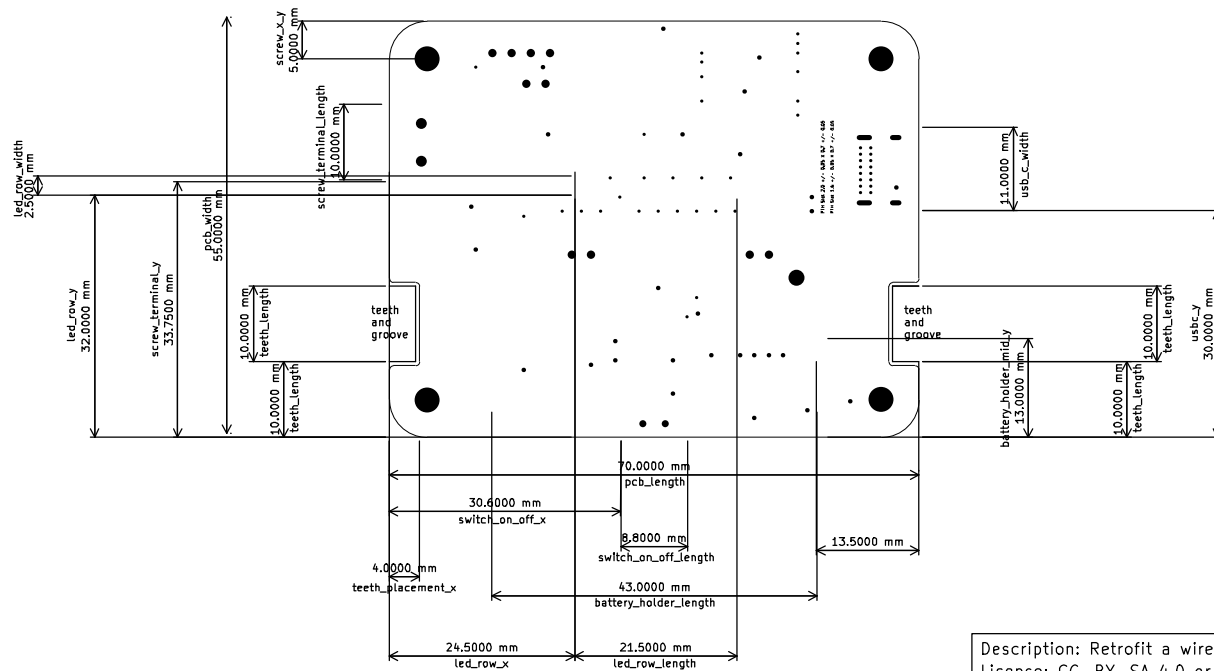 screw_x_y
5.0000 mm
screw_terminal_length
10.0000 mm
led_row_width
2.5000 mm
pcb_width
55.0000 mm
led_row_y
32.0000 mm
screw_terminal_y
33.7500 mm
10.0000 mm
teeth_length
10.0000 mm
teeth_length
teeth
and
groove
teeth
and
groove
11.0000 mm
usb_c_width
10.0000 mm
teeth_length
usbc_y
30.0000 mm
battery_holder_mid_y
13.0000 mm
10.0000 mm
teeth_length
70.0000 mm
pcb_length
30.6000 mm
switch_on_off_x
8.8000 mm
switch_on_off_length
13.5000 mm
4.0000 mm
teeth_placement_x
43.0000 mm
battery_holder_length
24.5000 mm
led_row_x
21.5000 mm
led_row_length
Description: Retrofit a wire